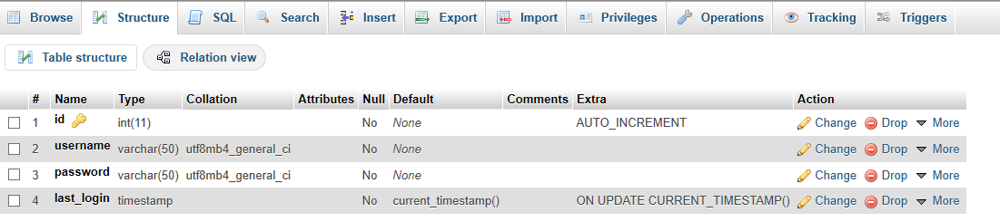 Browse Structure SQL Search Insert Export Import Privileges Operations Tracking Triggers
Table structure Relation view
# Name Type Collation Attributes Null Default Comments Extra Action
1 id int(11) No None AUTO_INCREMENT Change Drop More
2 username varchar(50) utf8mb4_general_ci No None Change Drop More
3 password varchar(50) utf8mb4_general_ci No None Change Drop More
4 last_login timestamp No current_timestamp() ON UPDATE CURRENT_TIMESTAMP() Change Drop More